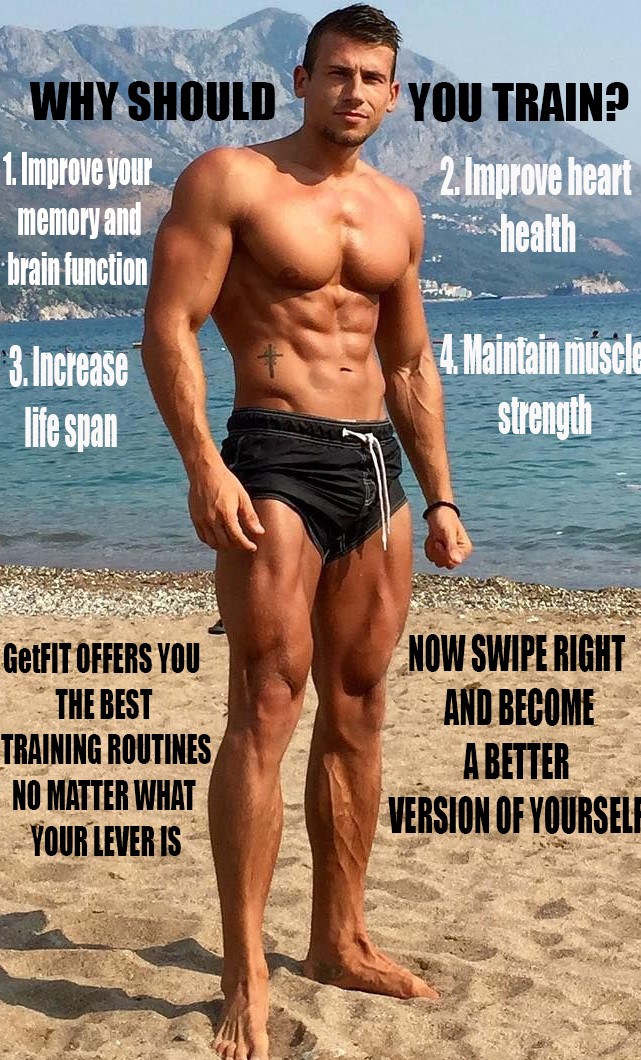 WHY SHOULD YOU TRAIN?
1. Improve your
memory and
brain function
2. Improve heart
health
3. Increase
life span
4. Maintain muscle
strength
GetFIT OFFERS YOU
THE BEST
TRAINING ROUTINES
NO MATTER WHAT
YOUR LEVER IS
NOW SWIPE RIGHT
AND BECOME
A BETTER
VERSION OF YOURSELF